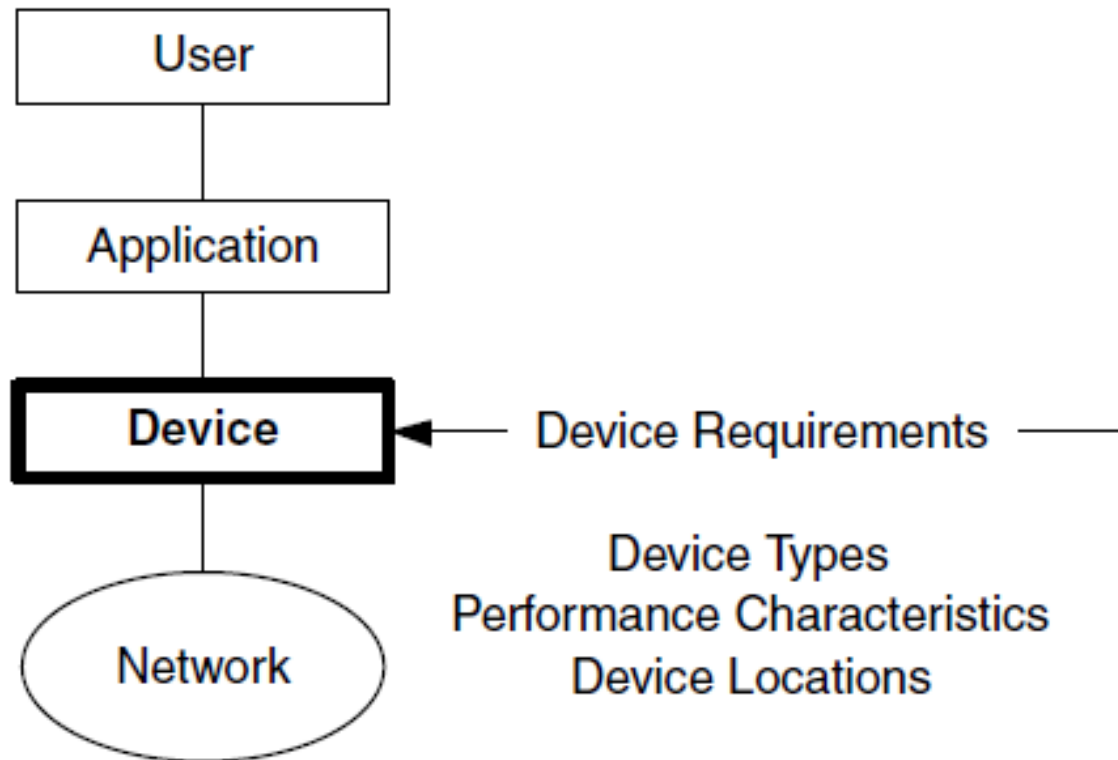 User
Application
Device
Device Requirements
Device Types
Performance Characteristics
Device Locations
Network